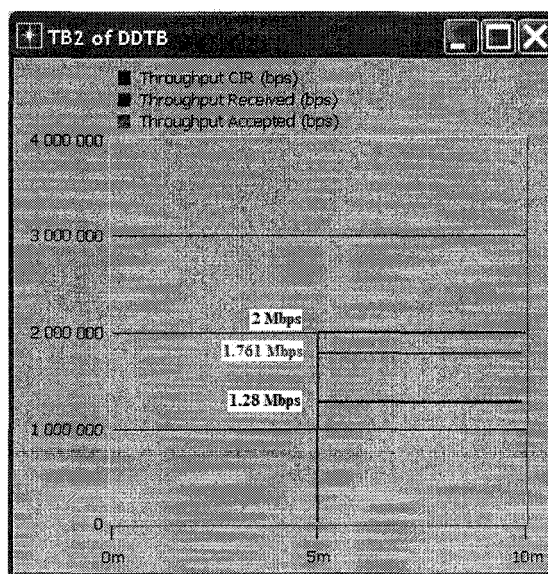 TB2 of DDTB
Throughput CIR (bps)
Throughput Received (bps)
Throughput Accepted (bps)
4 000 000
3 000 000
2 Mbps
2 000 000
1.761 Mbps
1.28 Mbps
1 000 000
0
0m 5m 10m